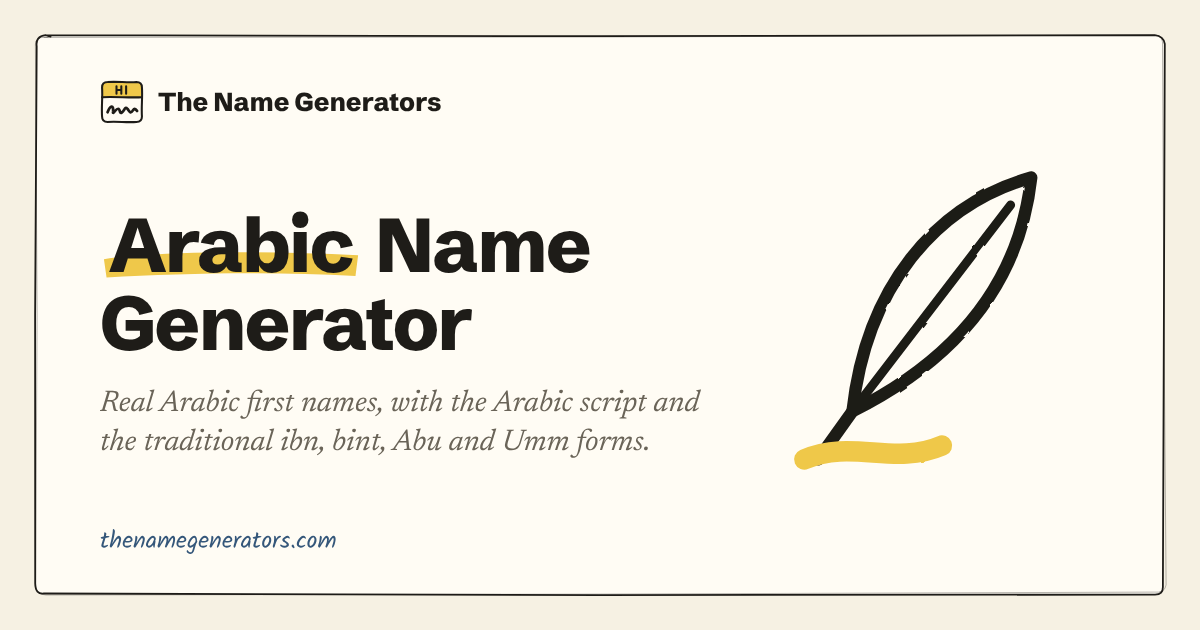 HI
The Name Generators
Arabic Name
Generator
Real Arabic first names, with the Arabic script and
the traditional ibn, bint, Abu and Umm forms.
thenamegenerators.com